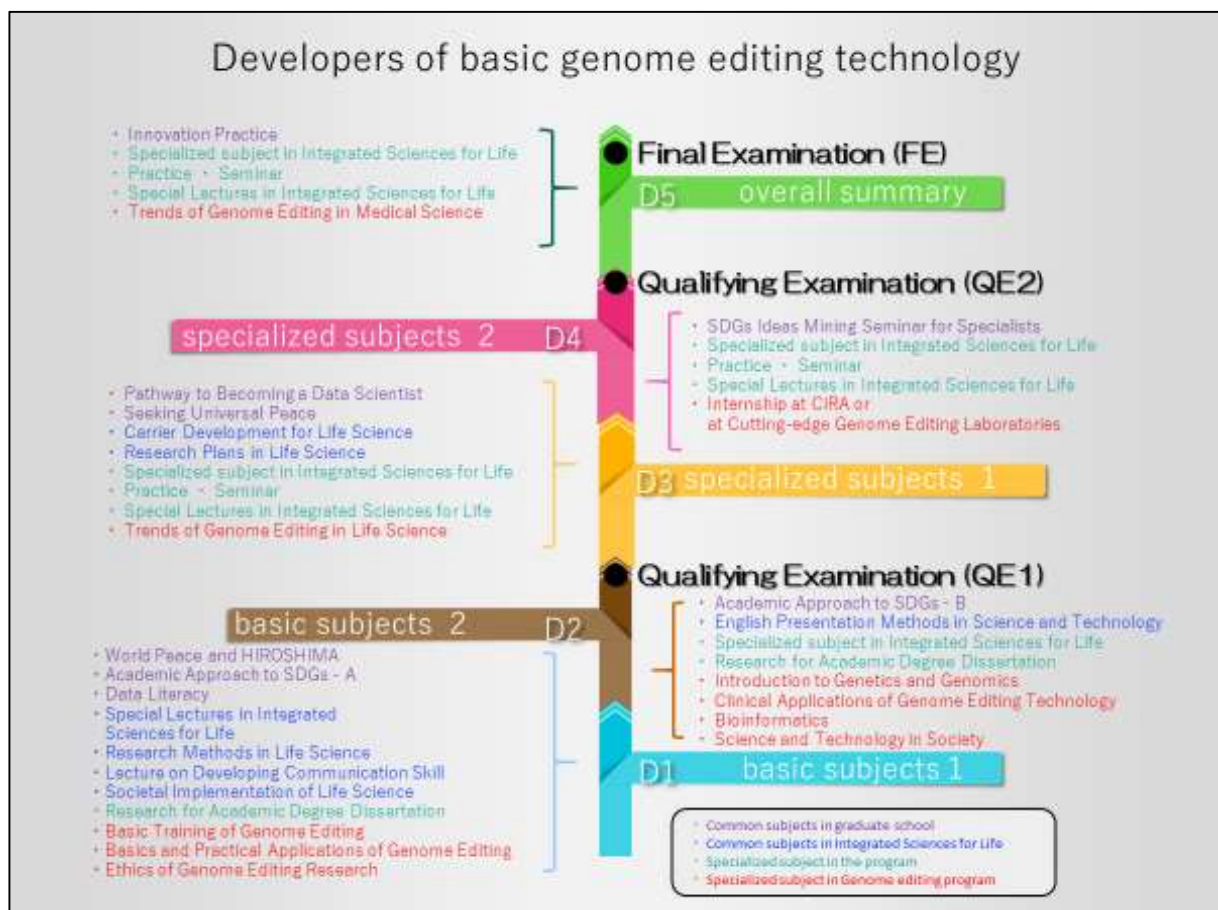 Developers of basic genome editing technology
・ Innovation Practice
・ Specialized subject in Integrated Sciences for Life
・ Practice ・ Seminar
・ Special Lectures in Integrated Sciences for Life
・ Trends of Genome Editing in Medical Science
Final Examination (FE)
D5 overall summary
Qualifying Examination (QE2)
specialized subjects 2 D4
・ SDGs Ideas Mining Seminar for Specialists
・ Specialized subject in Integrated Sciences for Life
・ Practice ・ Seminar
・ Special Lectures in Integrated Sciences for Life
・ Internship at CiRA or
at Cutting-edge Genome Editing Laboratories
・ Pathway to Becoming a Data Scientist
・ Seeking Universal Peace
・ Carrier Development for Life Science
・ Research Plans in Life Science
・ Specialized subject in Integrated Sciences for Life
・ Practice ・ Seminar
・ Special Lectures in Integrated Sciences for Life
・ Trends of Genome Editing in Life Science
D3 specialized subjects 1
Qualifying Examination (QE1)
basic subjects 2 D2
・ Academic Approach to SDGs - B
・ English Presentation Methods in Science and Technology
・ Specialized subject in Integrated Sciences for Life
・ Research for Academic Degree Dissertation
・ Introduction to Genetics and Genomics
・ Clinical Applications of Genome Editing Technology
・ Bioinformatics
・ Science and Technology in Society
・ World Peace and HIROSHIMA
・ Academic Approach to SDGs - A
・ Data Literacy
・ Special Lectures in Integrated
Sciences for Life
・ Research Methods in Life Science
・ Lecture on Developing Communication Skill
・ Societal Implementation of Life Science
・ Research for Academic Degree Dissertation
・ Basic Training of Genome Editing
・ Basics and Practical Applications of Genome Editing
・ Ethics of Genome Editing Research
D1 basic subjects 1
・ Common subjects in graduate school
・ Common subjects in Integrated Sciences for Life
・ Specialized subject in the program
・ Specialized subject in Genome editing program